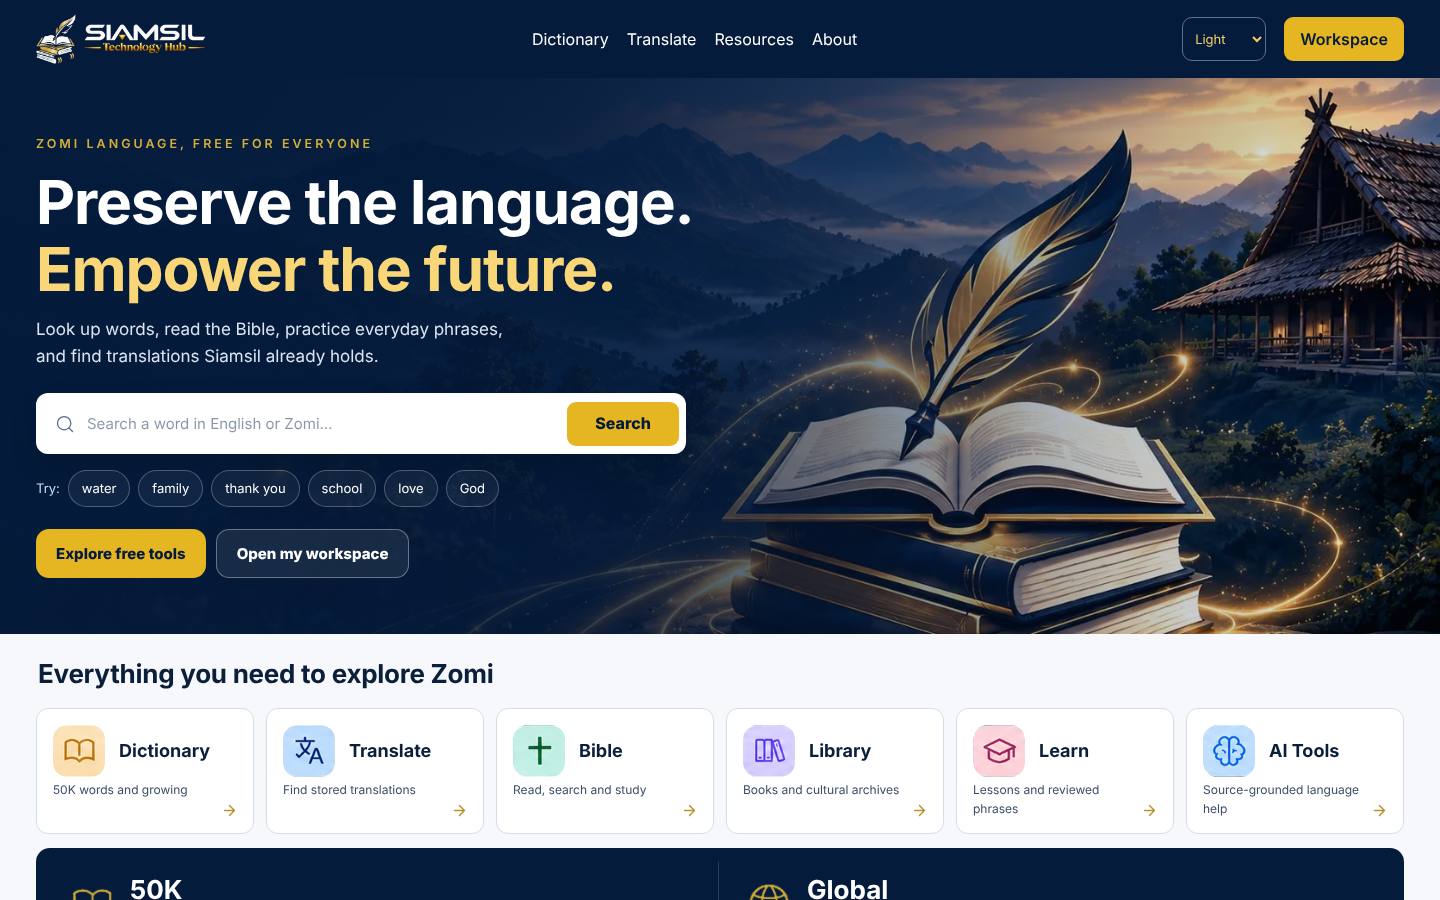 SIAMSIL
Technology Hub
Dictionary
Translate
Resources
About
Light
Workspace
ZOMI LANGUAGE, FREE FOR EVERYONE
Preserve the language.
Empower the future.
Look up words, read the Bible, practice everyday phrases,
and find translations Siamsil already holds.
Search a word in English or Zomi...
Search
Try:
water
family
thank you
school
love
God
Explore free tools
Open my workspace
Everything you need to explore Zomi
Dictionary
50K words and growing
Translate
Find stored translations
Bible
Read, search and study
Library
Books and cultural archives
Learn
Lessons and reviewed
phrases
AI Tools
Source-grounded language
help
50K
Global